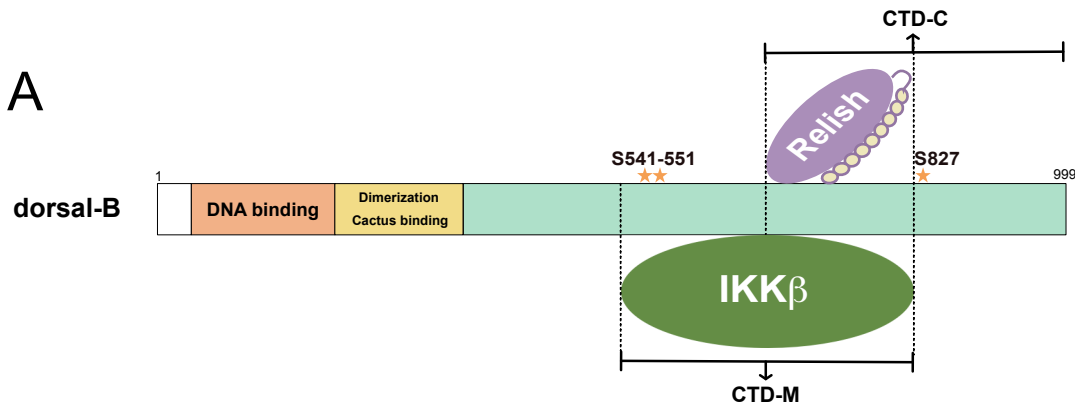 CTD-C
A
Relish
S541-551
S827
1
999
dorsal-B
DNA binding
Dimerization
Cactus binding
IKKβ
CTD-M